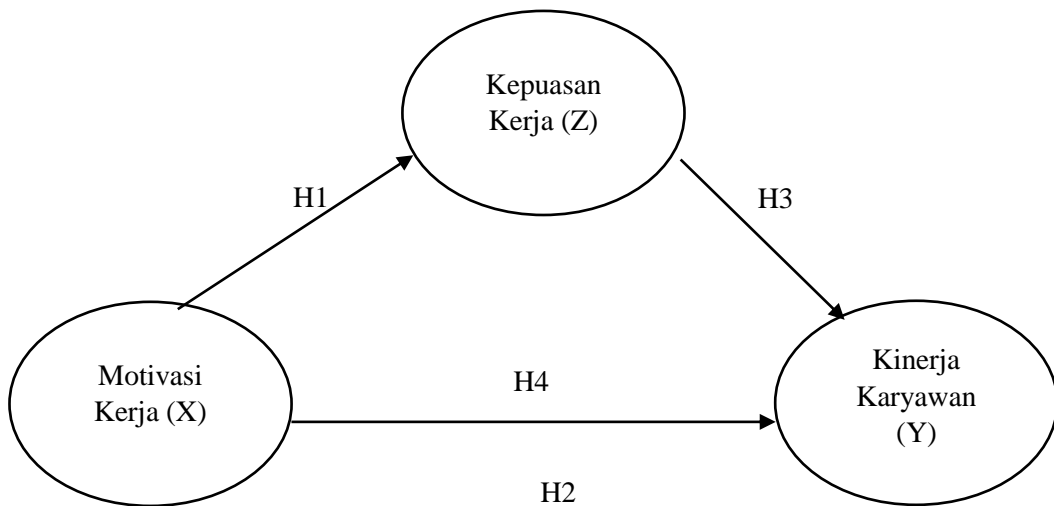 Kepuasan
Kerja (Z)
H1
H3
Motivasi
Kerja (X)
H4
Kinerja
Karyawan
(Y)
H2